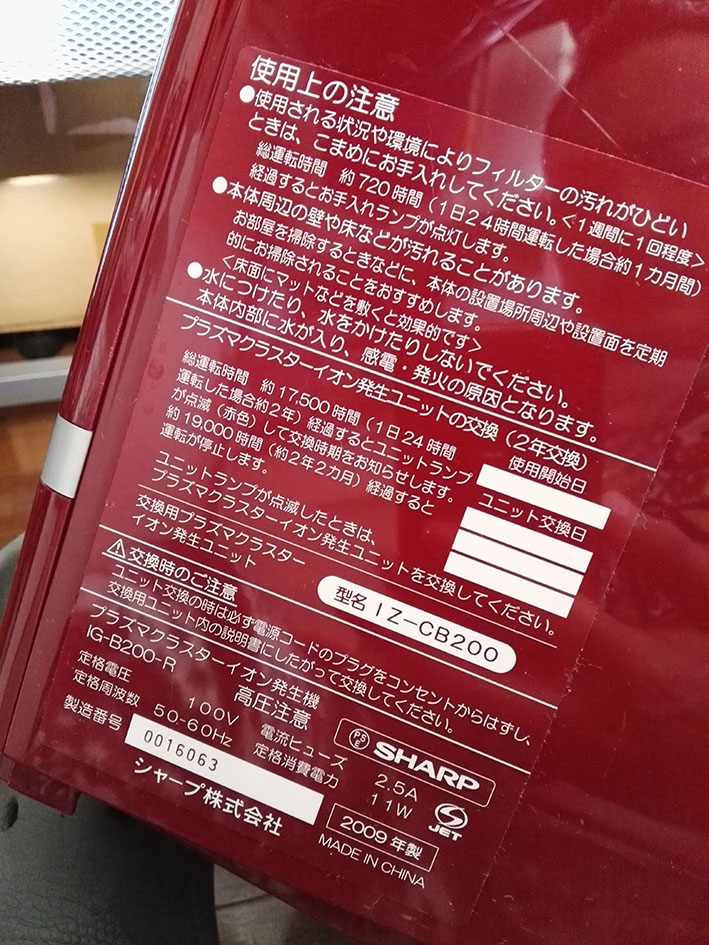 使用上の注意
●使用される状況や環境によりフィルターの汚れがひどい
ときは、こまめにお手入れしてください。<1週間に1回程度>
総運転時間 約720時間（1日24時間運転した場合約1カ月間）
経過するとお手入れランプが点灯します。
●本体周辺の壁や床などが汚れることがあります。
お部屋を掃除するときなどに、本体の設置場所周辺や設置面を定期
的にお掃除されることをおすすめします。
<床面にマットなどを敷くと効果的です>
●水につけたり、水をかけたりしないでください。
本体内部に水が入り、感電・発火の原因となります。
プラズマクラスターイオン発生ユニットの交換（2年交換）
総運転時間 約17,500時間（1日24時間
運転した場合約2年）経過するとユニットランプ
が点滅（赤色）して交換時期をお知らせします。
約19,000時間（約2年2カ月）経過すると
運転が停止します。
使用開始日
ユニット交換日
ユニットランプが点滅したときは、
プラズマクラスターイオン発生ユニットを交換してください。
交換用プラズマクラスター
イオン発生ユニット
型名 IZ-CB200
⚠交換時のご注意
ユニット交換の時は必ず電源コードのプラグをコンセントからはずし、
交換用ユニット内の説明書にしたがって交換してください。
プラズマクラスターイオン発生機
IG-B200-R 高圧注意
PSE SHARP
定格電圧 100V 電流ヒューズ 2.5A
定格周波数 50-60Hz 定格消費電力 11W
JET
製造番号 0016063
2009年製
シャープ株式会社 MADE IN CHINA